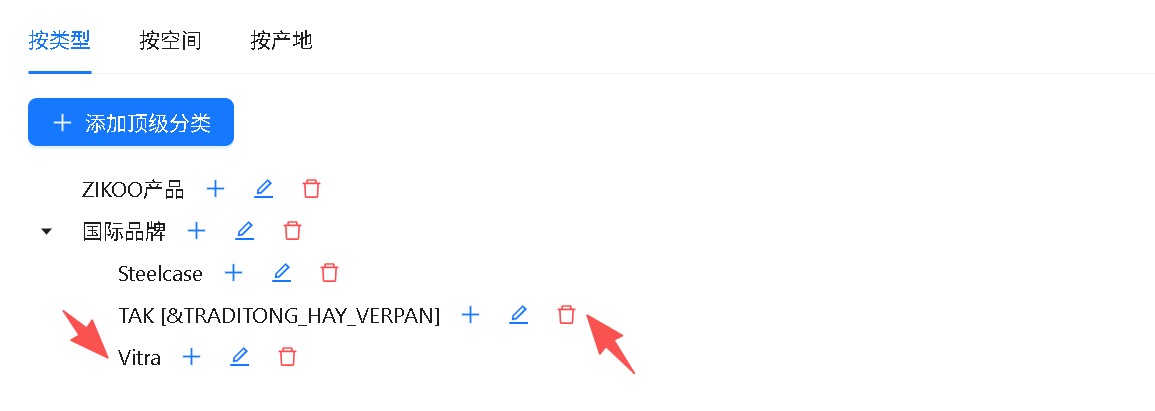 按类型 按空间 按产地
添加顶级分类
ZIKOO产品
国际品牌
Steelcase
TAK [&TRADITONG_HAY_VERPAN]
Vitra